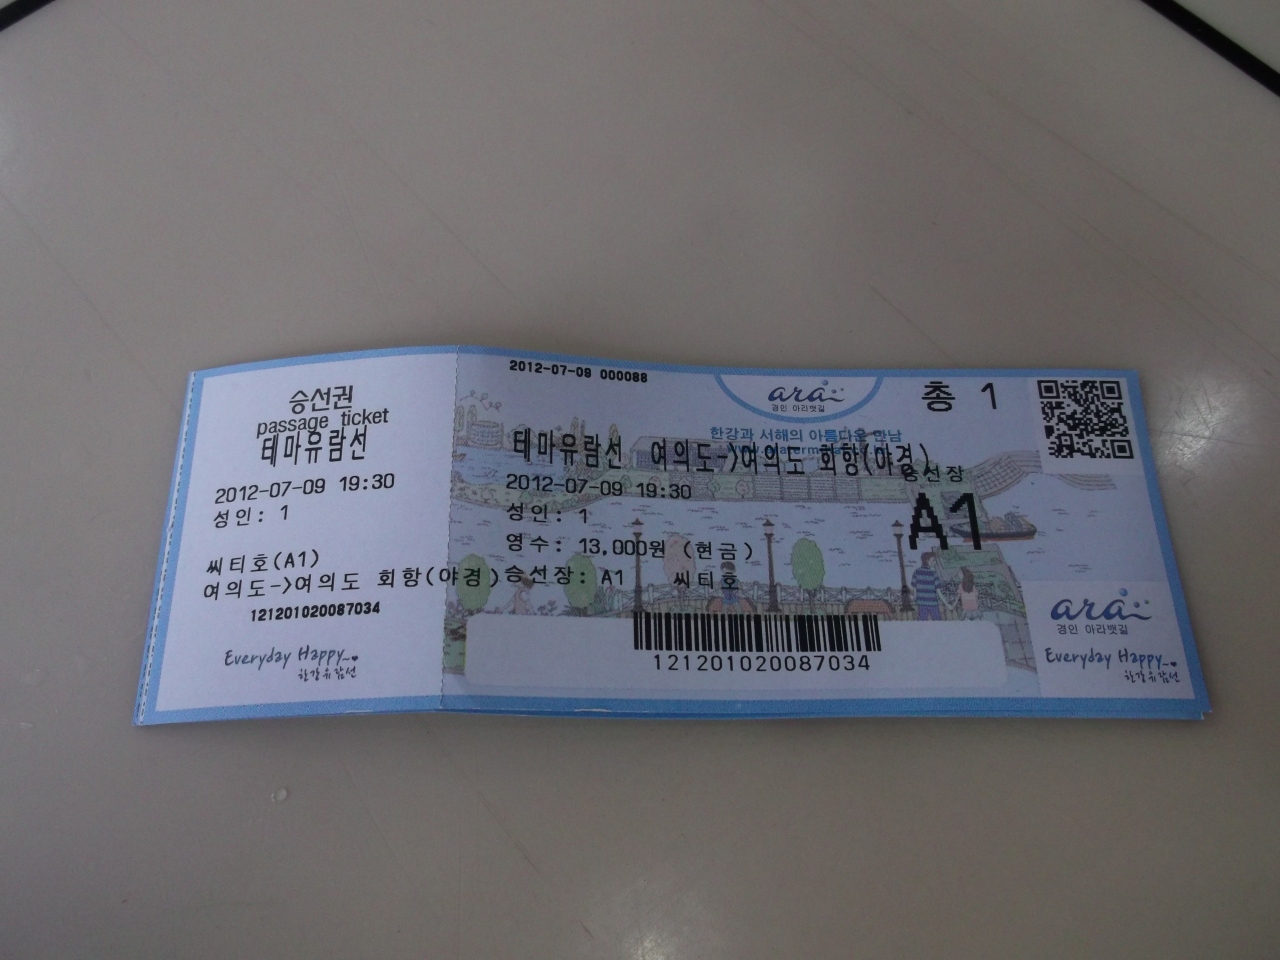 승선권
passage ticket
테마유람선
2012-07-09 19:30
성인: 1
씨티호(A1)
여의도->여의도 회항(야경)
121201020087034
Everyday Happy
한강유람선
2012-07-09 000088
ara
경인 아라뱃길
한강과 서해의 아름다운 만남
총 1
테마유람선 여의도->여의도 회항(야경)
2012-07-09 19:30
성인: 1
영수: 13,000원 (현금)
승선장: A1 씨티호
승선장
A1
121201020087034
ara
경인 아라뱃길
Everyday Happy
한강유람선